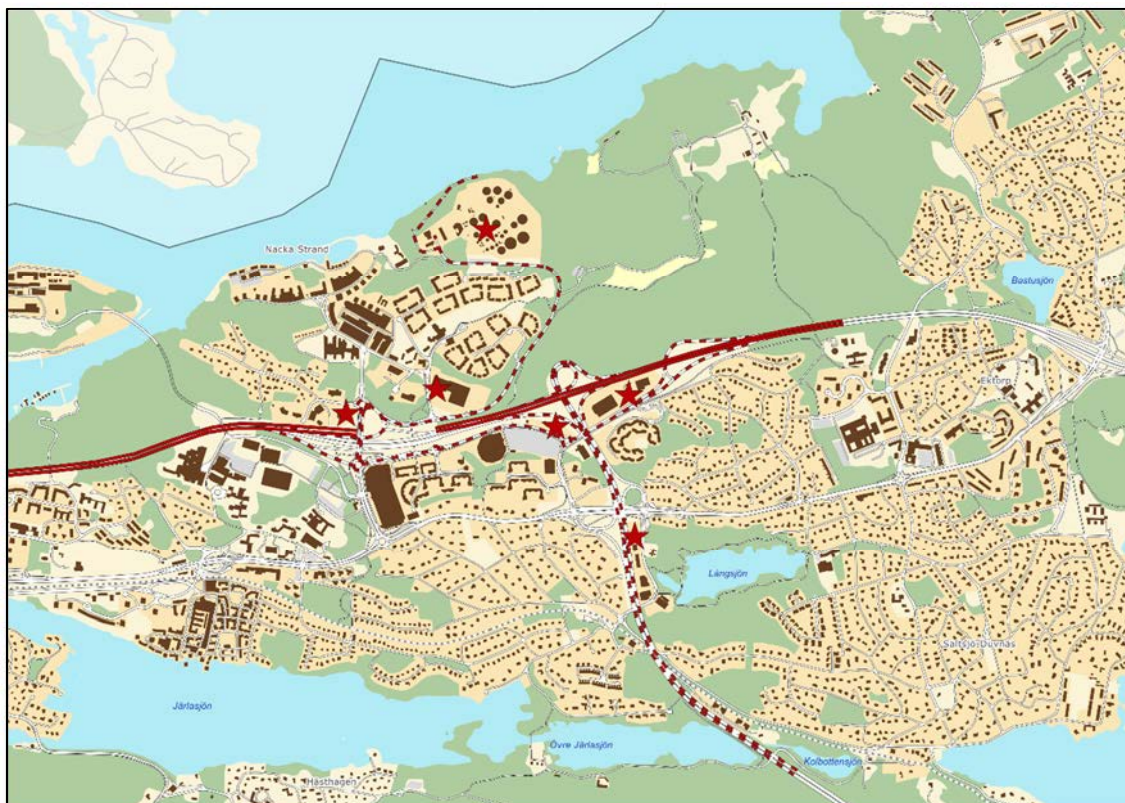 Nacka Strand
Bastusjön
Ektorp
Långsjön
Saltsjö-Duvnäs
Järlasjön
Övre Järlasjön
Kolbottensjön
Hästhagen